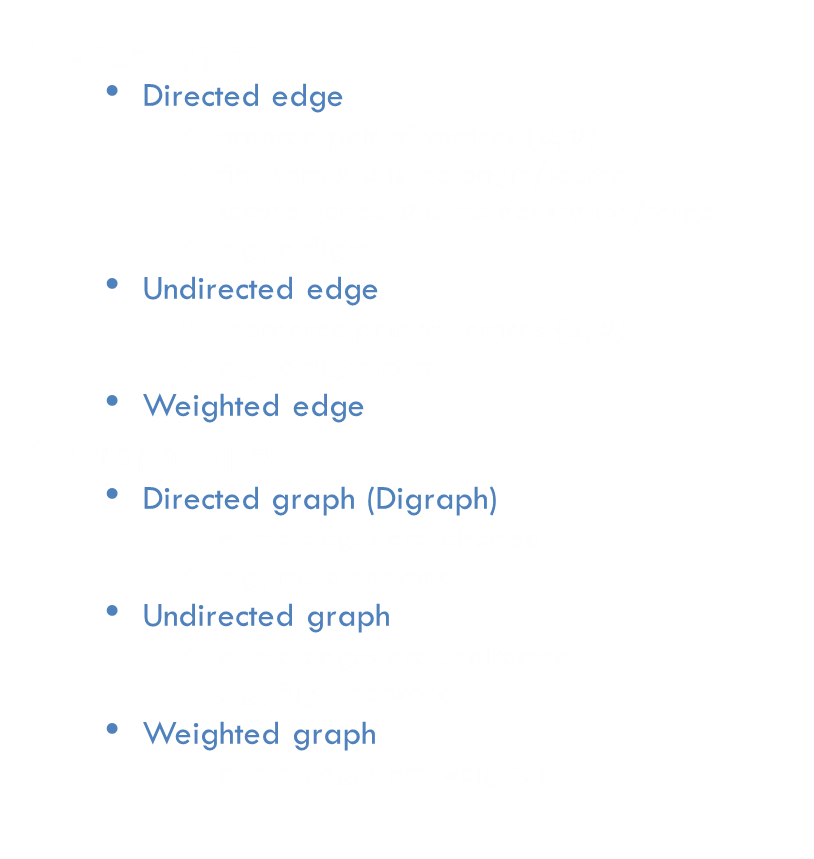 • Directed edge
• Undirected edge
• Weighted edge
• Directed graph (Digraph)
• Undirected graph
• Weighted graph